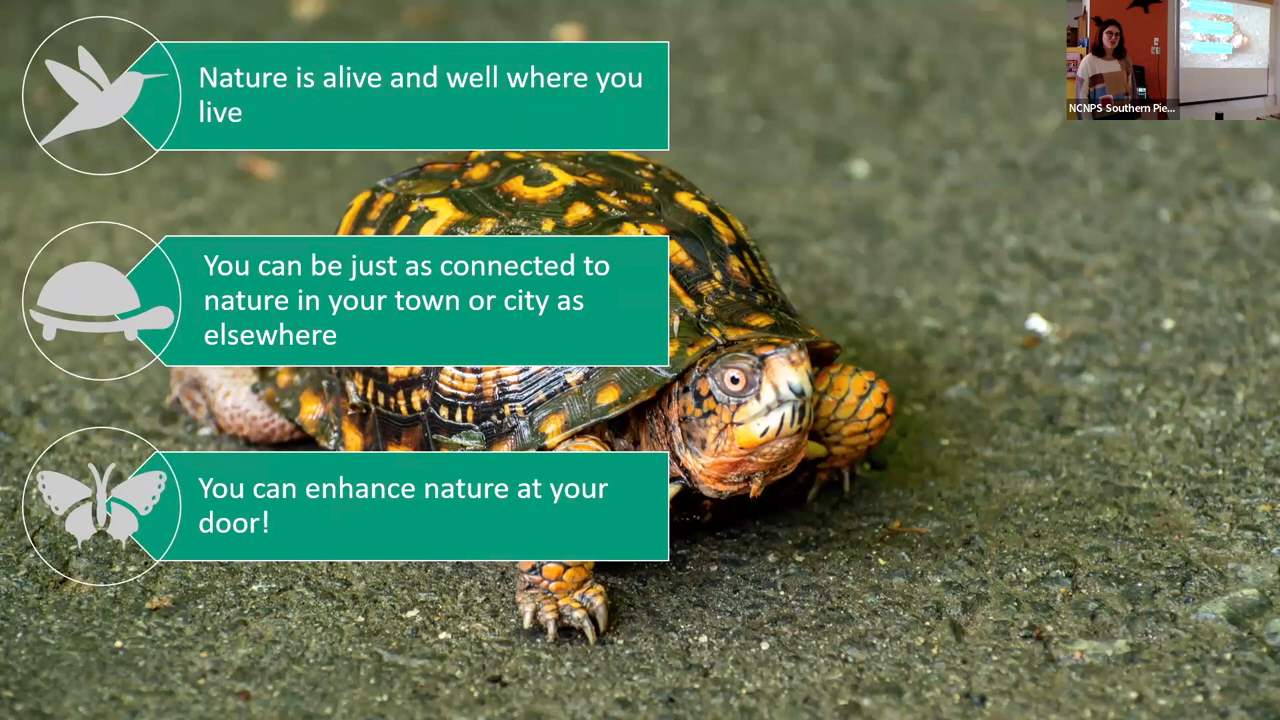 Nature is alive and well where you
live
NCNPS Southern Pie...
You can be just as connected to
nature in your town or city as
elsewhere
You can enhance nature at your
door!